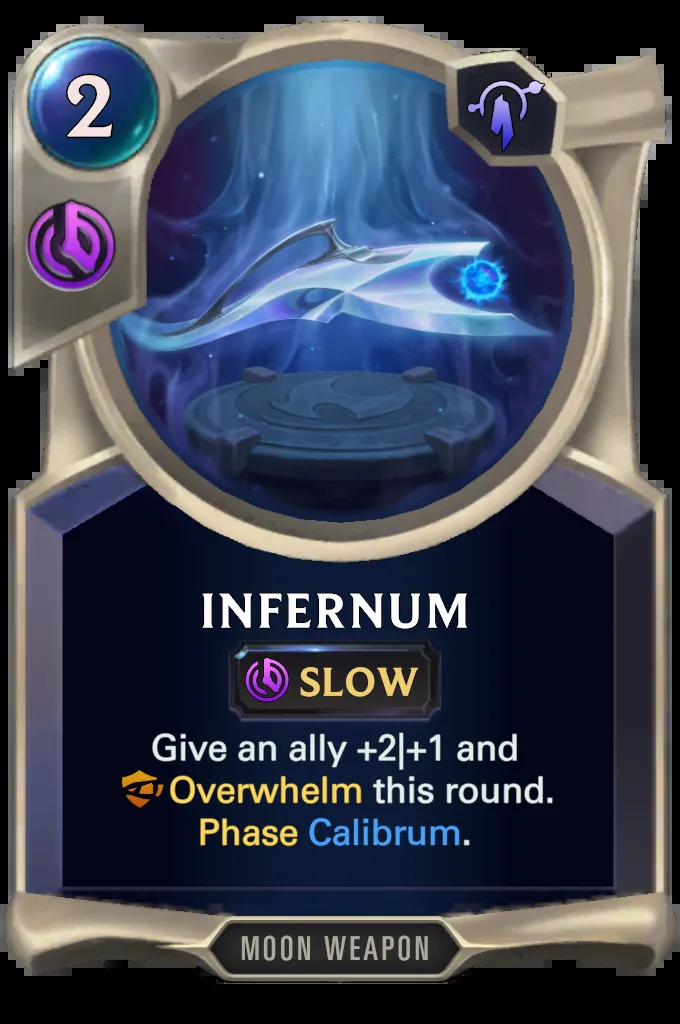 2
INFERNUM
SLOW
Give an ally +2|+1 and
Overwhelm this round.
Phase Calibrum.
MOON WEAPON